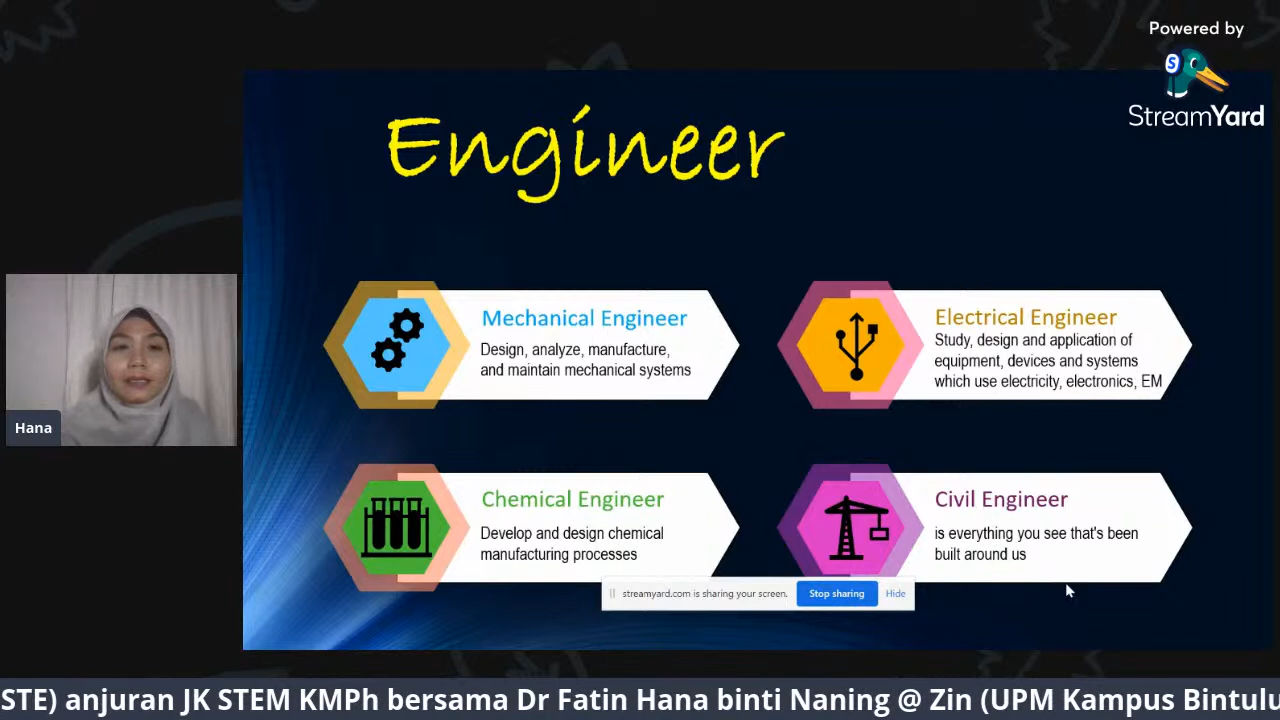 Powered by
S
StreamYard
Engineer
Mechanical Engineer
Design, analyze, manufacture,
and maintain mechanical systems
Electrical Engineer
Study, design and application of
equipment, devices and systems
which use electricity, electronics, EM
Hana
Chemical Engineer
Develop and design chemical
manufacturing processes
Civil Engineer
is everything you see that's been
built around us
streamyard.com is sharing your screen.
Stop sharing
Hide
STE) anjuran JK STEM KMPh bersama Dr Fatin Hana binti Naning @ Zin (UPM Kampus Bintulu